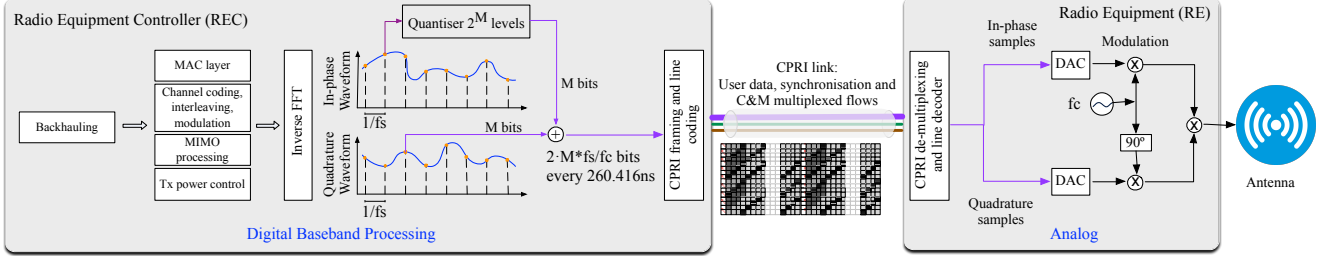 Radio Equipment Controller (REC)
Backhauling
MAC layer
Channel coding,
interleaving,
modulation
MIMO
processing
Tx power control
Inverse FFT
Quantiser 2^M levels
In-phase
Waveform
1/fs
M bits
Quadrature
Waveform
1/fs
M bits
+
2·M*fs/fc bits
every 260.416ns
CPRI framing and line
coding
Digital Baseband Processing
CPRI link:
User data, synchronisation and
C&M multiplexed flows
Radio Equipment (RE)
CPRI de-multiplexing
and line decoder
In-phase
samples
Quadrature
samples
DAC
Modulation
X
fc
90º
DAC
X
X
Analog
Antenna